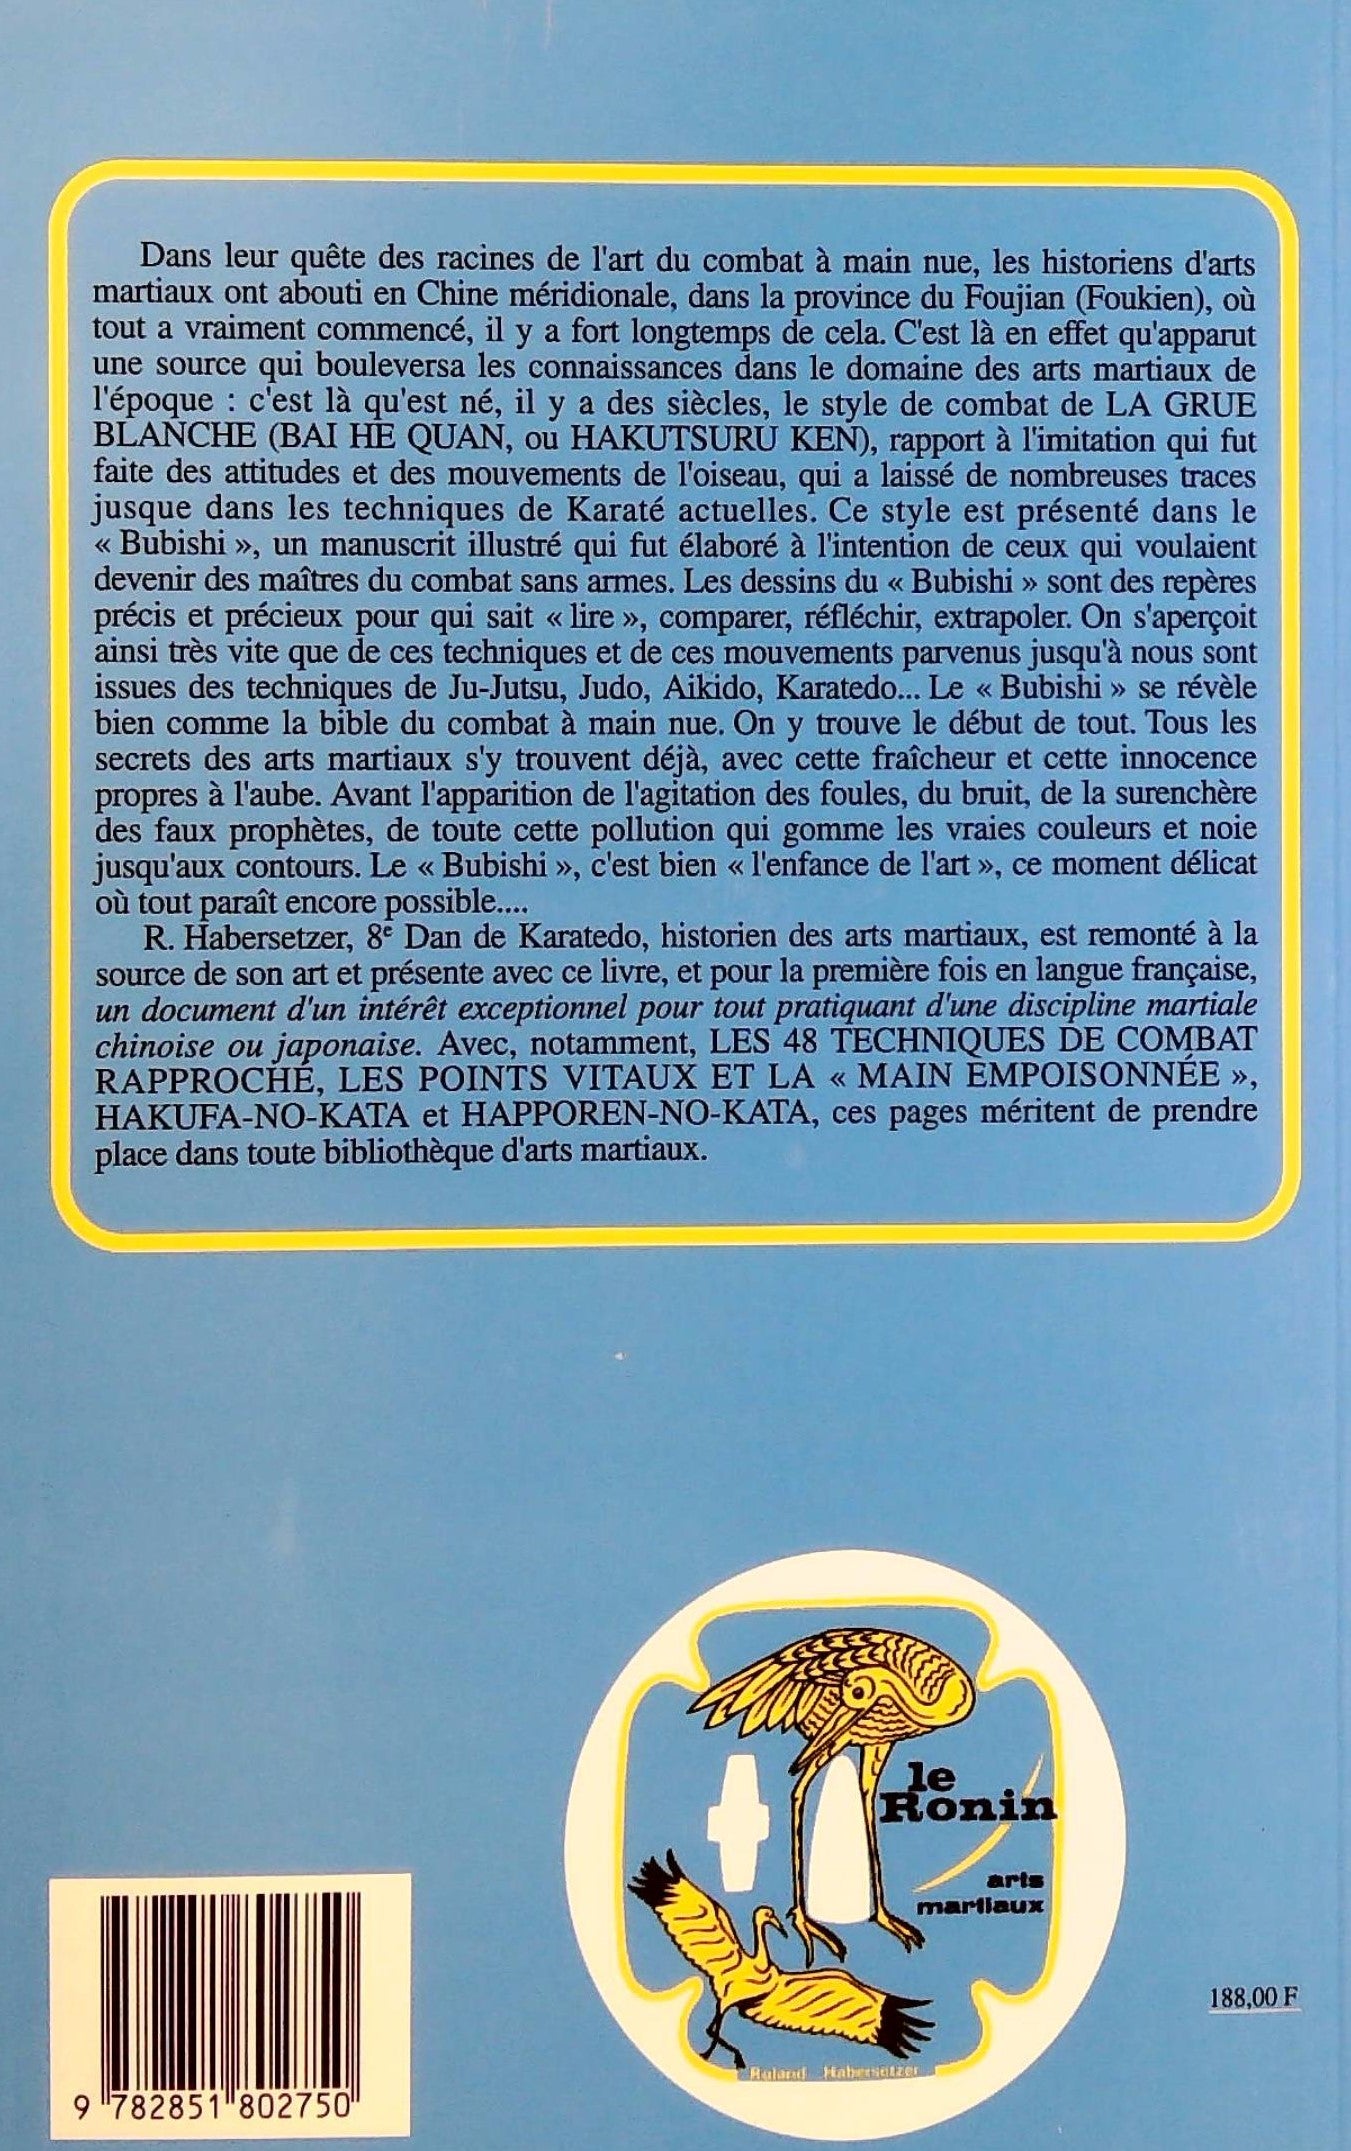 Dans leur quête des racines de l'art du combat à main nue, les historiens d'arts
martiaux ont abouti en Chine méridionale, dans la province du Foujian (Foukien), où
tout a vraiment commencé, il y a fort longtemps de cela. C'est là en effet qu'apparut
une source qui bouleversa les connaissances dans le domaine des arts martiaux de
l'époque : c'est là qu'est né, il y a des siècles, le style de combat de LA GRUE
BLANCHE (BAI HE QUAN, ou HAKUTSURU KEN), rapport à l'imitation qui fut
faite des attitudes et des mouvements de l'oiseau, qui a laissé de nombreuses traces
jusque dans les techniques de Karaté actuelles. Ce style est présenté dans le
« Bubishi », un manuscrit illustré qui fut élaboré à l'intention de ceux qui voulaient
devenir des maîtres du combat sans armes. Les dessins du « Bubishi » sont des repères
précis et précieux pour qui sait « lire », comparer, réfléchir, extrapoler. On s'aperçoit
ainsi très vite que de ces techniques et de ces mouvements parvenus jusqu'à nous sont
issues des techniques de Ju-Jutsu, Judo, Aikido, Karatedo... Le « Bubishi » se révèle
bien comme la bible du combat à main nue. On y trouve le début de tout. Tous les
secrets des arts martiaux s'y trouvent déjà, avec cette fraîcheur et cette innocence
propres à l'aube. Avant l'apparition de l'agitation des foules, du bruit, de la surenchère
des faux prophètes, de toute cette pollution qui gomme les vraies couleurs et noie
jusqu'aux contours. Le « Bubishi », c'est bien « l'enfance de l'art », ce moment délicat
où tout paraît encore possible....
R. Habersetzer, 8e Dan de Karatedo, historien des arts martiaux, est remonté à la
source de son art et présente avec ce livre, et pour la première fois en langue française,
un document d'un intérêt exceptionnel pour tout pratiquant d'une discipline martiale
chinoise ou japonaise. Avec, notamment, LES 48 TECHNIQUES DE COMBAT
RAPPROCHÉ, LES POINTS VITAUX ET LA « MAIN EMPOISONNÉE »,
HAKUFA-NO-KATA et HAPPOREN-NO-KATA, ces pages méritent de prendre
place dans toute bibliothèque d'arts martiaux.
le
Ronin
arts
martiaux
Roland Habersetzer
188,00 F
9 782851 802750